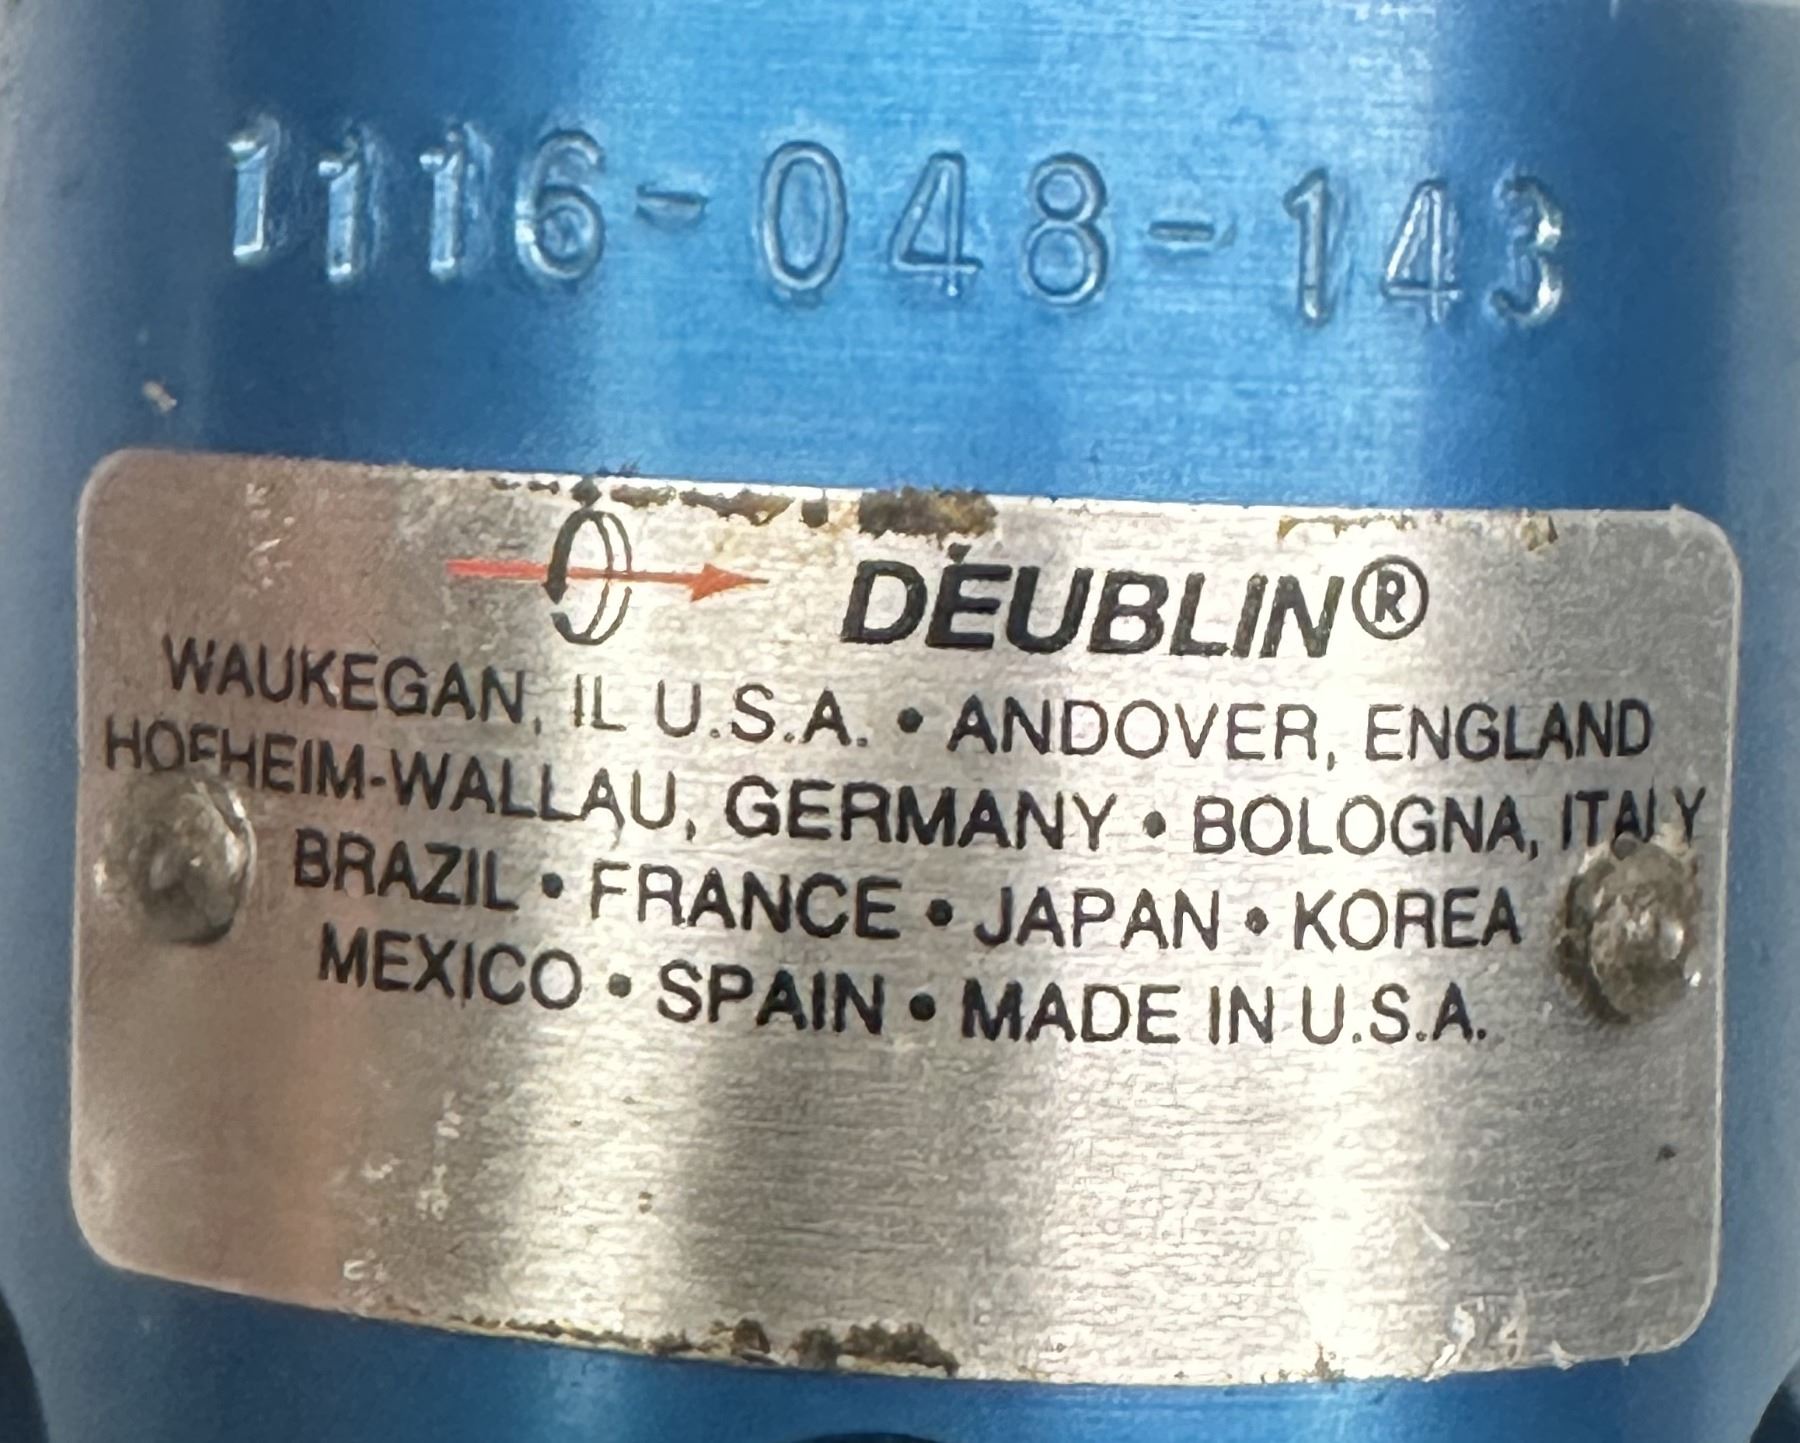 1116-048-143
DEUBLIN®
WAUKEGAN, IL U.S.A. • ANDOVER, ENGLAND
HOFHEIM-WALLAU, GERMANY • BOLOGNA, ITALY
BRAZIL • FRANCE • JAPAN • KOREA
MEXICO • SPAIN • MADE IN U.S.A.